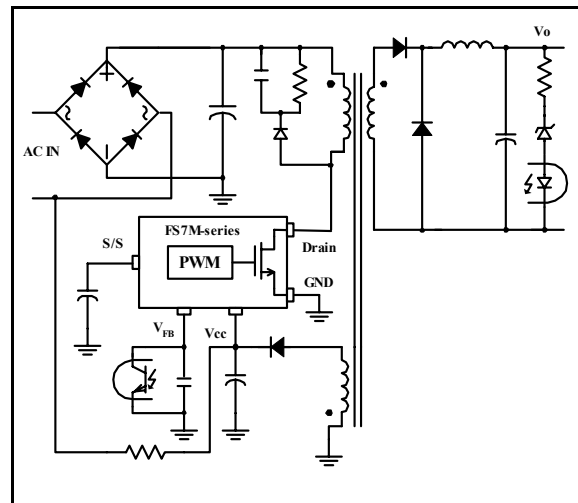 Vo
AC IN
FS7M-series
S/S
Drain
PWM
GND
VFB
Vcc